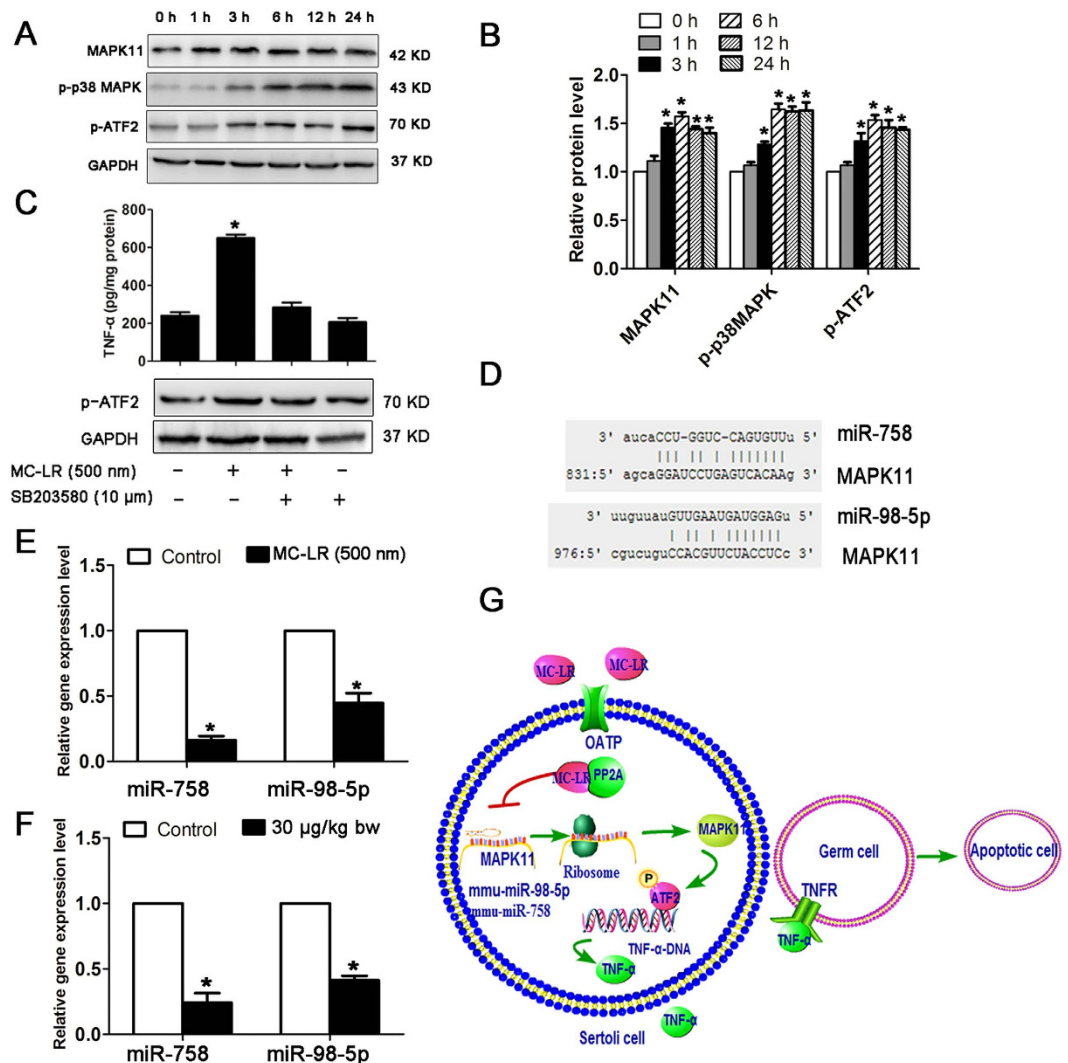 A
0 h 1 h 3 h 6 h 12 h 24 h
MAPK11 42 KD
p-p38 MAPK 43 KD
p-ATF2 70 KD
GAPDH 37 KD
B
0 h 6 h
1 h 12 h
3 h 24 h
Relative protein level
2.0
1.5
1.0
0.5
0.0
* * * *
* * * *
* * * *
MAPK11 p-p38MAPK p-ATF2
C
TNF-α (pg/mg protein)
800
600
400
200
0
*
p-ATF2 70 KD
GAPDH 37 KD
MC-LR (500 nm) − + + −
SB203580 (10 μm) − − + +
D
3' aucaCCU-GGUC-CAGUGUUu 5' miR-758
831:5' agcaGGAUCCUGAGUCACAAg 3' MAPK11
3' uuguuauGUUGAAUGAUGGAGu 5' miR-98-5p
976:5' cgucuguCCACGUUCUACCUCc 3' MAPK11
E
Control MC-LR (500 nm)
Relative gene expression level
1.5
1.0
0.5
0.0
* *
miR-758 miR-98-5p
F
Control 30 μg/kg bw
Relative gene expression level
1.5
1.0
0.5
0.0
* *
miR-758 miR-98-5p
G
MC-LR MC-LR
OATP
MC-LR PP2A
MAPK11 Ribosome MAPK11
mmu-miR-98-5p
mmu-miR-758
P
ATF2
TNF-α-DNA
TNF-α
Sertoli cell
TNF-α
Germ cell
TNFR
TNF-α
Apoptotic cell